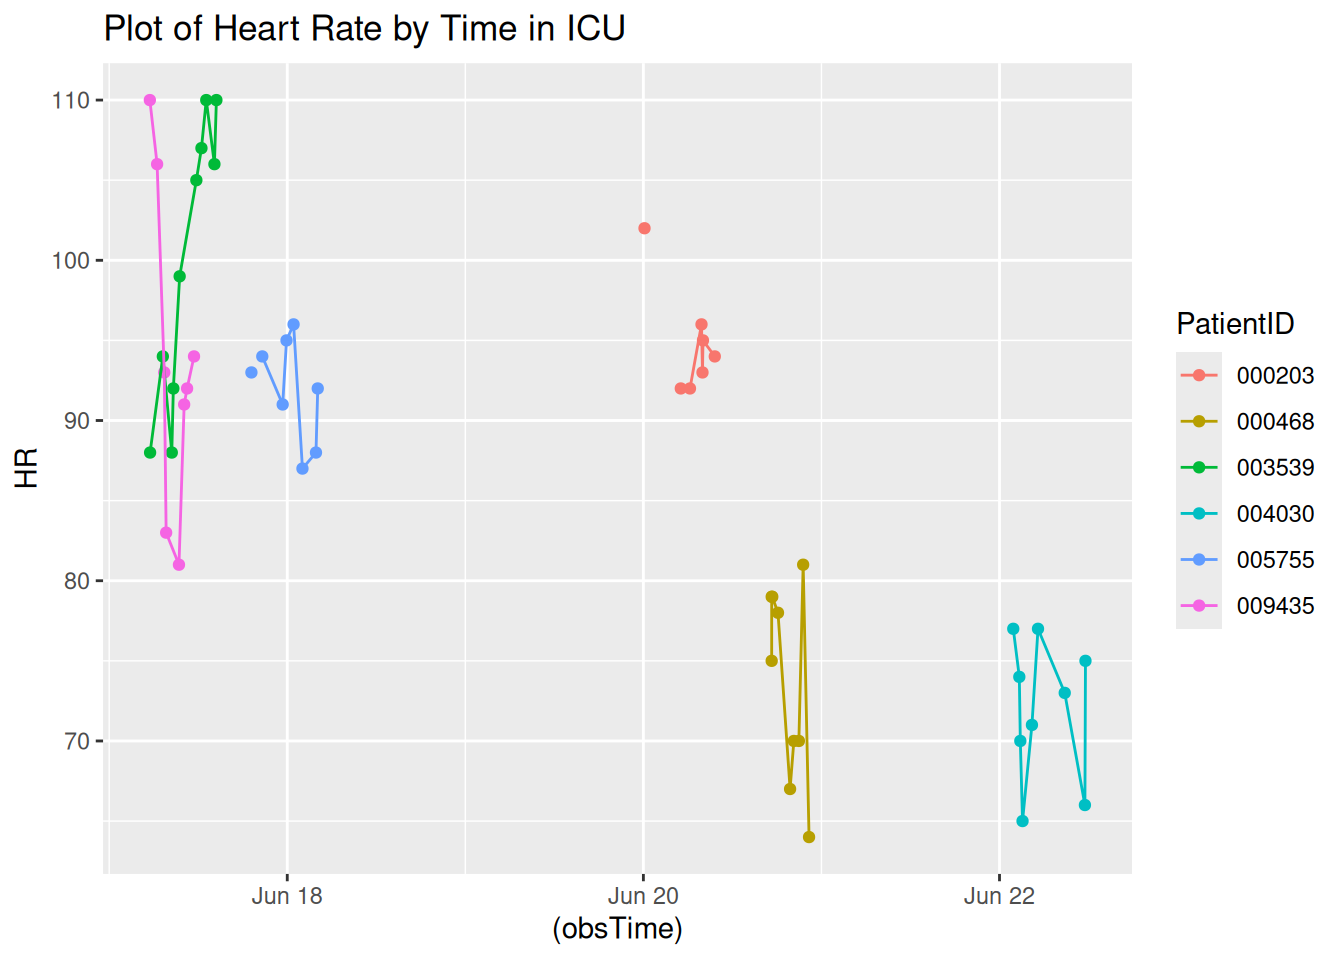 Plot of Heart Rate by Time in ICU
110
100
90
80
70
HR
Jun 18
Jun 20
Jun 22
(obsTime)
PatientID
000203
000468
003539
004030
005755
009435